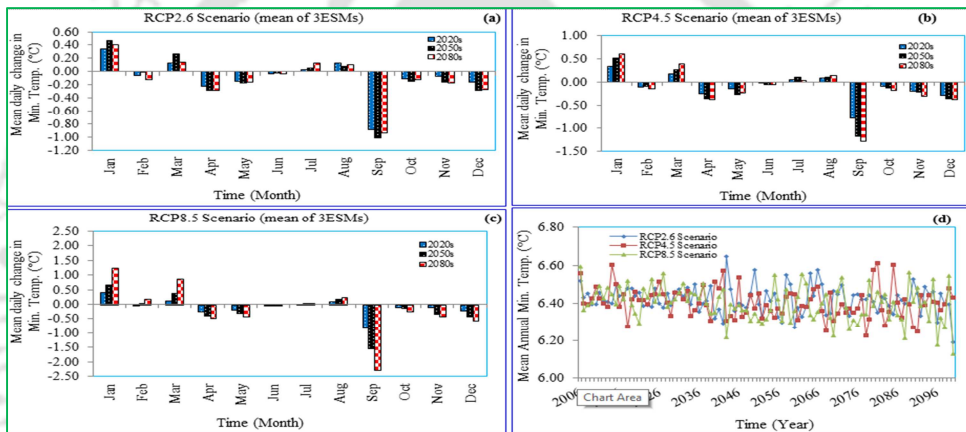 RCP2.6 Scenario (mean of 3ESMs)
(a)
Mean daily change in
Min. Temp. (°C)
0.60
0.40
0.20
0.00
-0.20
-0.40
-0.60
-0.80
-1.00
-1.20
2020s
2050s
2080s
Jan Feb Mar Apr May Jun Jul Aug Sep Oct Nov Dec
Time (Month)
RCP4.5 Scenario (mean of 3ESMs)
(b)
Mean daily change in
Min. Temp. (°C)
1.00
0.50
0.00
-0.50
-1.00
-1.50
2020s
2050s
2080s
Jan Feb Mar Apr May Jun Jul Aug Sep Oct Nov Dec
Time (Month)
RCP8.5 Scenario (mean of 3ESMs)
(c)
Mean daily change in
Min. Temp. (°C)
2.50
2.00
1.50
1.00
0.50
0.00
-0.50
-1.00
-1.50
-2.00
-2.50
2020s
2050s
2080s
Jan Feb Mar Apr May Jun Jul Aug Sep Oct Nov Dec
Time (Month)
(d)
Mean Annual Min. Temp. (°C)
6.80
6.60
6.40
6.20
6.00
RCP2.6 Scenario
RCP4.5 Scenario
RCP8.5 Scenario
2026 2036 2046 2056 2066 2076 2086 2096
Chart Area
Time (Year)